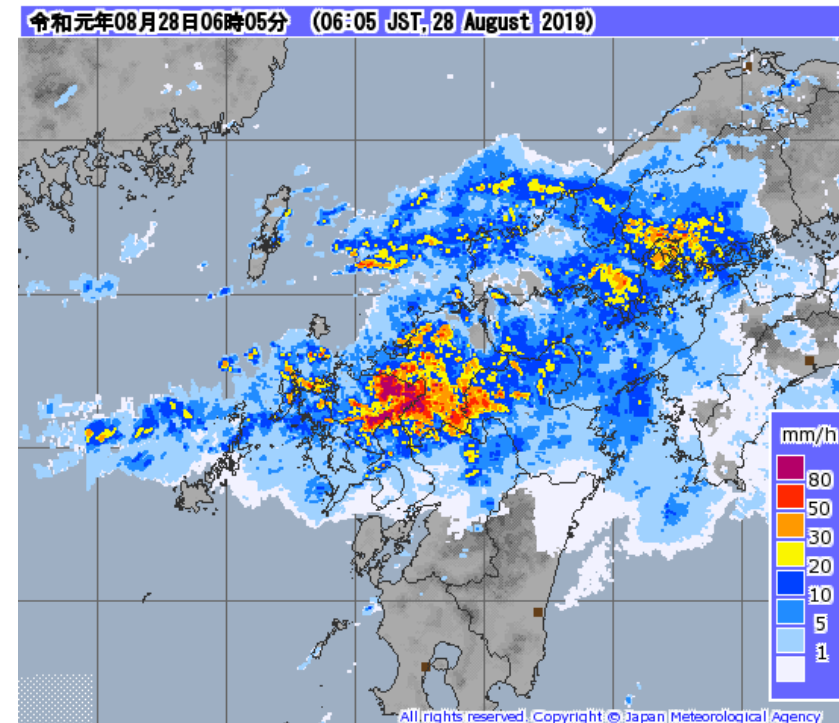 令和元年08月28日06時05分 (06:05 JST, 28 August 2019)
mm/h
80
50
30
20
10
5
1
All rights reserved. Copyright © Japan Meteorological Agency